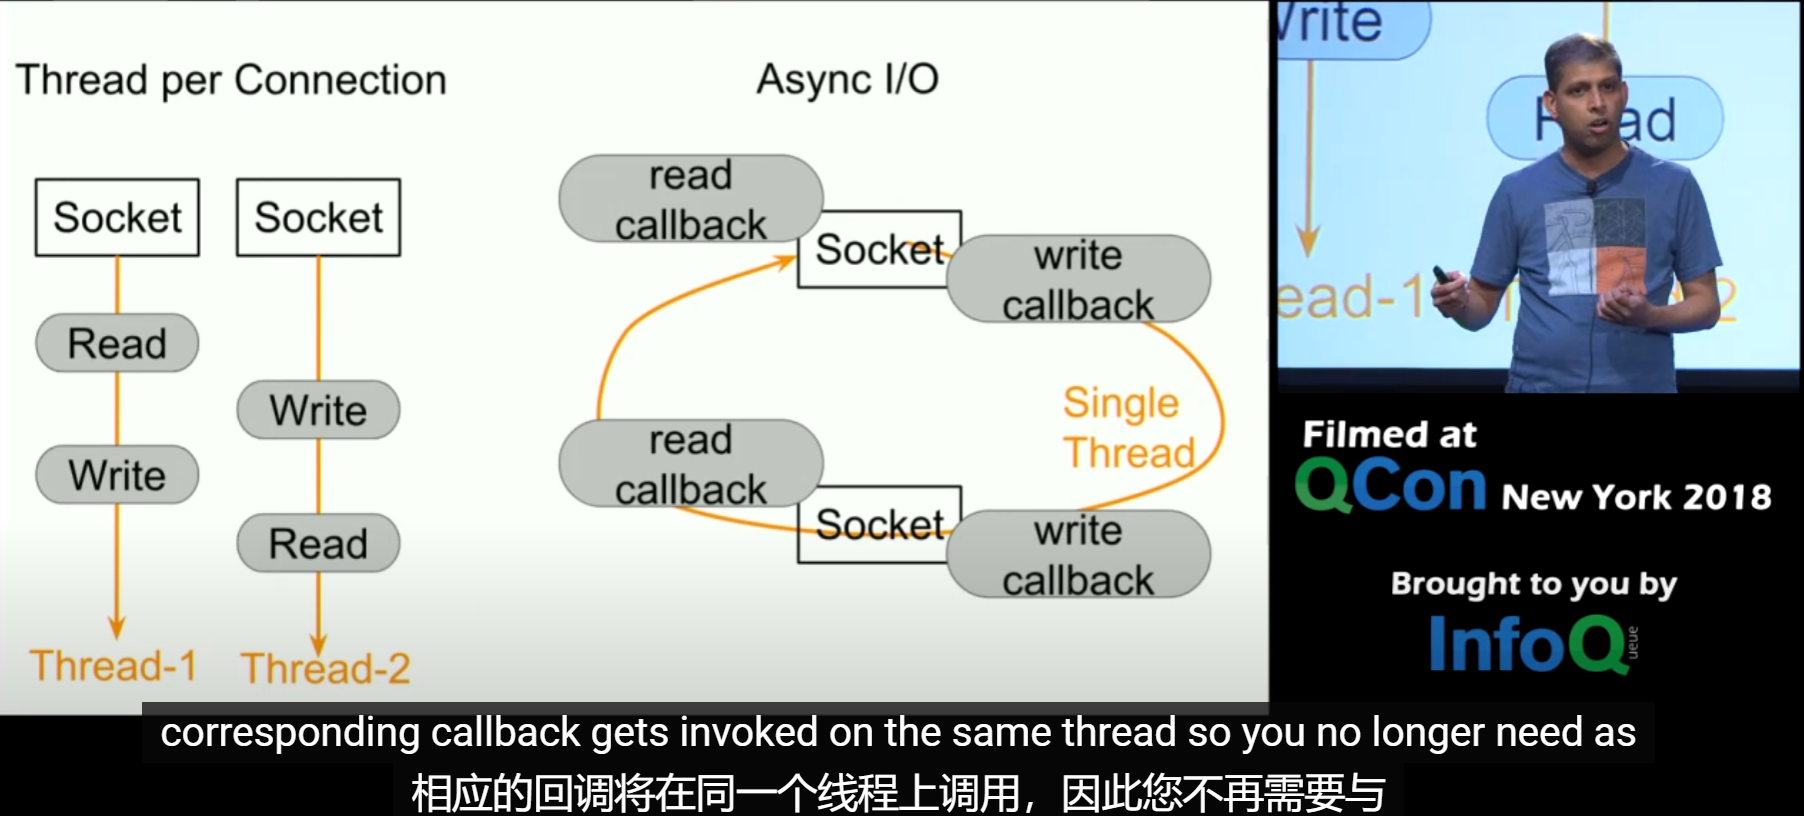 Thread per Connection
Socket
Socket
Read
Write
Write
Read
Thread-1
Thread-2
Async I/O
read
callback
Socket
write
callback
Single
Thread
read
callback
Socket
write
callback
Write
Read
ead-1
2
Filmed at
QCon New York 2018
Brought to you by
InfoQ
ueue
corresponding callback gets invoked on the same thread so you no longer need as
相应的回调将在同一个线程上调用，因此您不再需要与